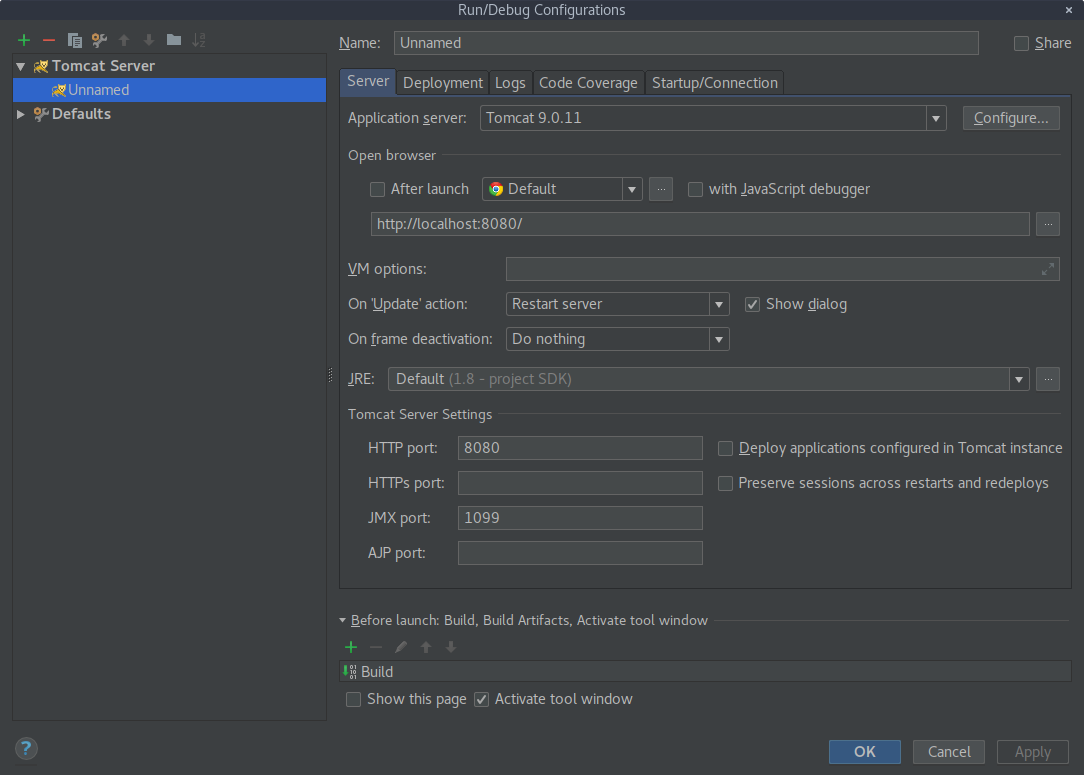 Run/Debug Configurations
Name: Unnamed Share
Tomcat Server
Unnamed
Defaults
Server Deployment Logs Code Coverage Startup/Connection
Application server: Tomcat 9.0.11 Configure...
Open browser
After launch Default ... with JavaScript debugger
http://localhost:8080/ ...
VM options:
On 'Update' action: Restart server Show dialog
On frame deactivation: Do nothing
JRE: Default (1.8 - project SDK) ...
Tomcat Server Settings
HTTP port: 8080 Deploy applications configured in Tomcat instance
HTTPs port: Preserve sessions across restarts and redeploys
JMX port: 1099
AJP port:
Before launch: Build, Build Artifacts, Activate tool window
Build
Show this page Activate tool window
? OK Cancel Apply